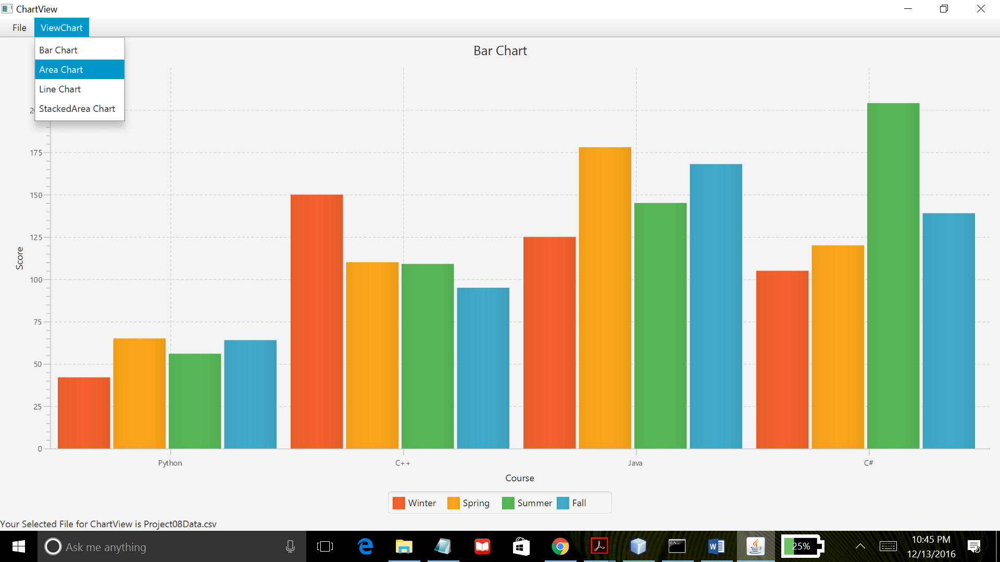 ChartView
File ViewChart
Bar Chart
Area Chart
Line Chart
StackedArea Chart
Bar Chart
175
150
125
100
75
50
25
0
Score
Python C++ Java C#
Course
Winter Spring Summer Fall
Your Selected File for ChartView is Project08Data.csv
Ask me anything
25%
10:45 PM
12/13/2016